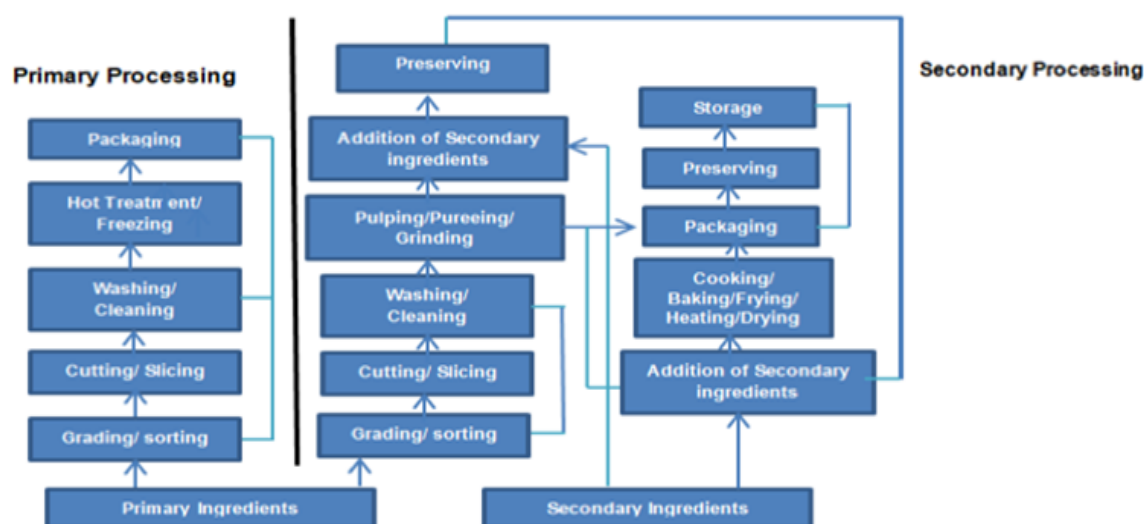 Primary Processing
Packaging
Hot Treatment/
Freezing
Washing/
Cleaning
Cutting/ Slicing
Grading/ sorting
Primary Ingredients
Preserving
Addition of Secondary
ingredients
Pulping/Pureeing/
Grinding
Washing/
Cleaning
Cutting/ Slicing
Grading/ sorting
Secondary Processing
Storage
Preserving
Packaging
Cooking/
Baking/Frying/
Heating/Drying
Addition of Secondary
ingredients
Secondary Ingredients